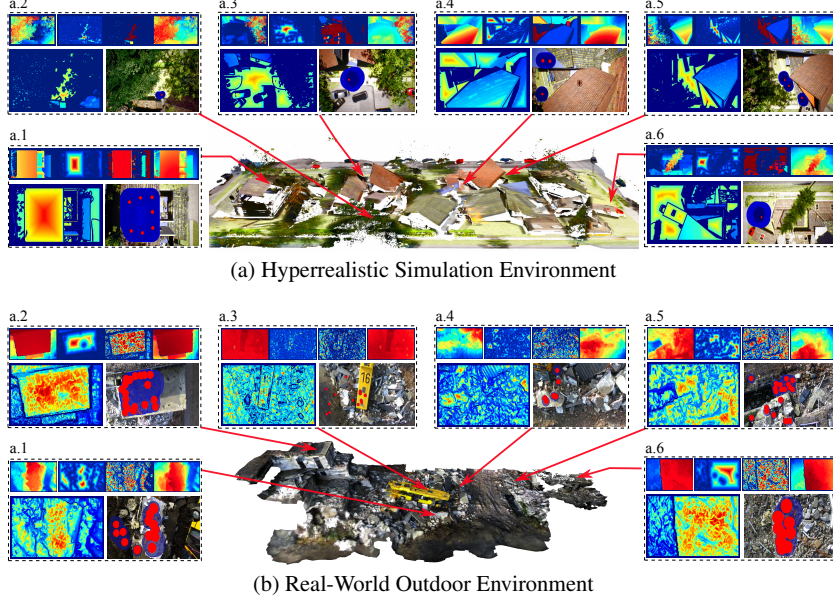 a.2
a.3
a.4
a.5
a.1
a.6
(a) Hyperrealistic Simulation Environment
a.2
a.3
a.4
a.5
16
a.1
a.6
(b) Real-World Outdoor Environment